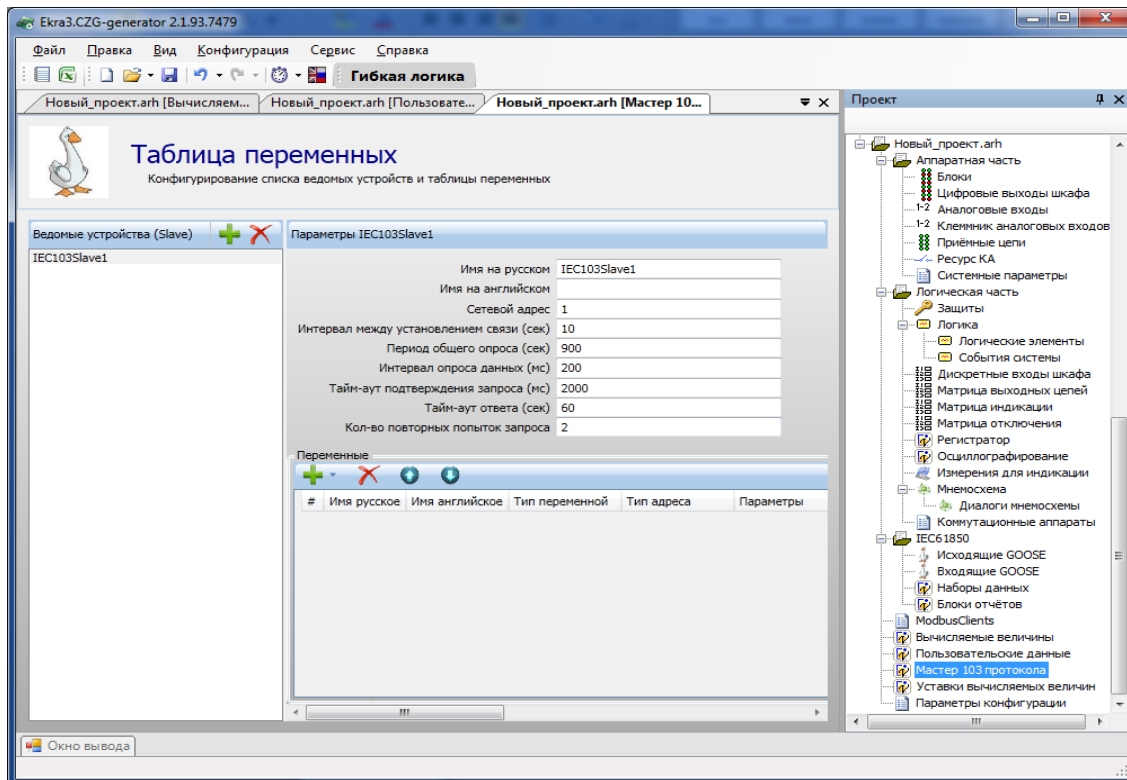 Ekra3.CZG-generator 2.1.93.7479
Файл Правка Вид Конфигурация Сервис Справка
Гибкая логика
Новый_проект.arh [Вычисляем... Новый_проект.arh [Пользовате... Новый_проект.arh [Мастер 10...
Таблица переменных
Конфигурирование списка ведомых устройств и таблицы переменных
Ведомые устройства (Slave)
IEC103Slave1
Параметры IEC103Slave1
Имя на русском IEC103Slave1
Имя на английском
Сетевой адрес 1
Интервал между установлением связи (сек) 10
Период общего опроса (сек) 900
Интервал опроса данных (мс) 200
Тайм-аут подтверждения запроса (мс) 2000
Тайм-аут ответа (сек) 60
Кол-во повторных попыток запроса 2
Переменные
# Имя русское Имя английское Тип переменной Тип адреса Параметры
Проект
Новый_проект.arh
Аппаратная часть
Блоки
Цифровые выходы шкафа
1-2 Аналоговые входы
1-2 Клеммник аналоговых входов
Приёмные цепи
Ресурс КА
Системные параметры
Логическая часть
Защиты
Логика
Логические элементы
События системы
Дискретные входы шкафа
Матрица выходных цепей
Матрица индикации
Матрица отключения
Регистратор
Осциллографирование
Измерения для индикации
Мнемосхема
Диалоги мнемосхемы
Коммутационные аппараты
IEC61850
Исходящие GOOSE
Входящие GOOSE
Наборы данных
Блоки отчётов
ModbusClients
Вычисляемые величины
Пользовательские данные
Мастер 103 протокола
Уставки вычисляемых величин
Параметры конфигурации
Окно вывода